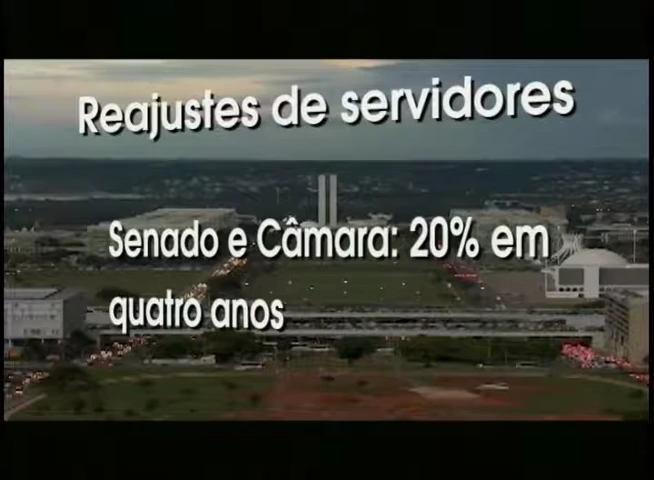 Reajustes de servidores
Senado e Câmara: 20% em
quatro anos